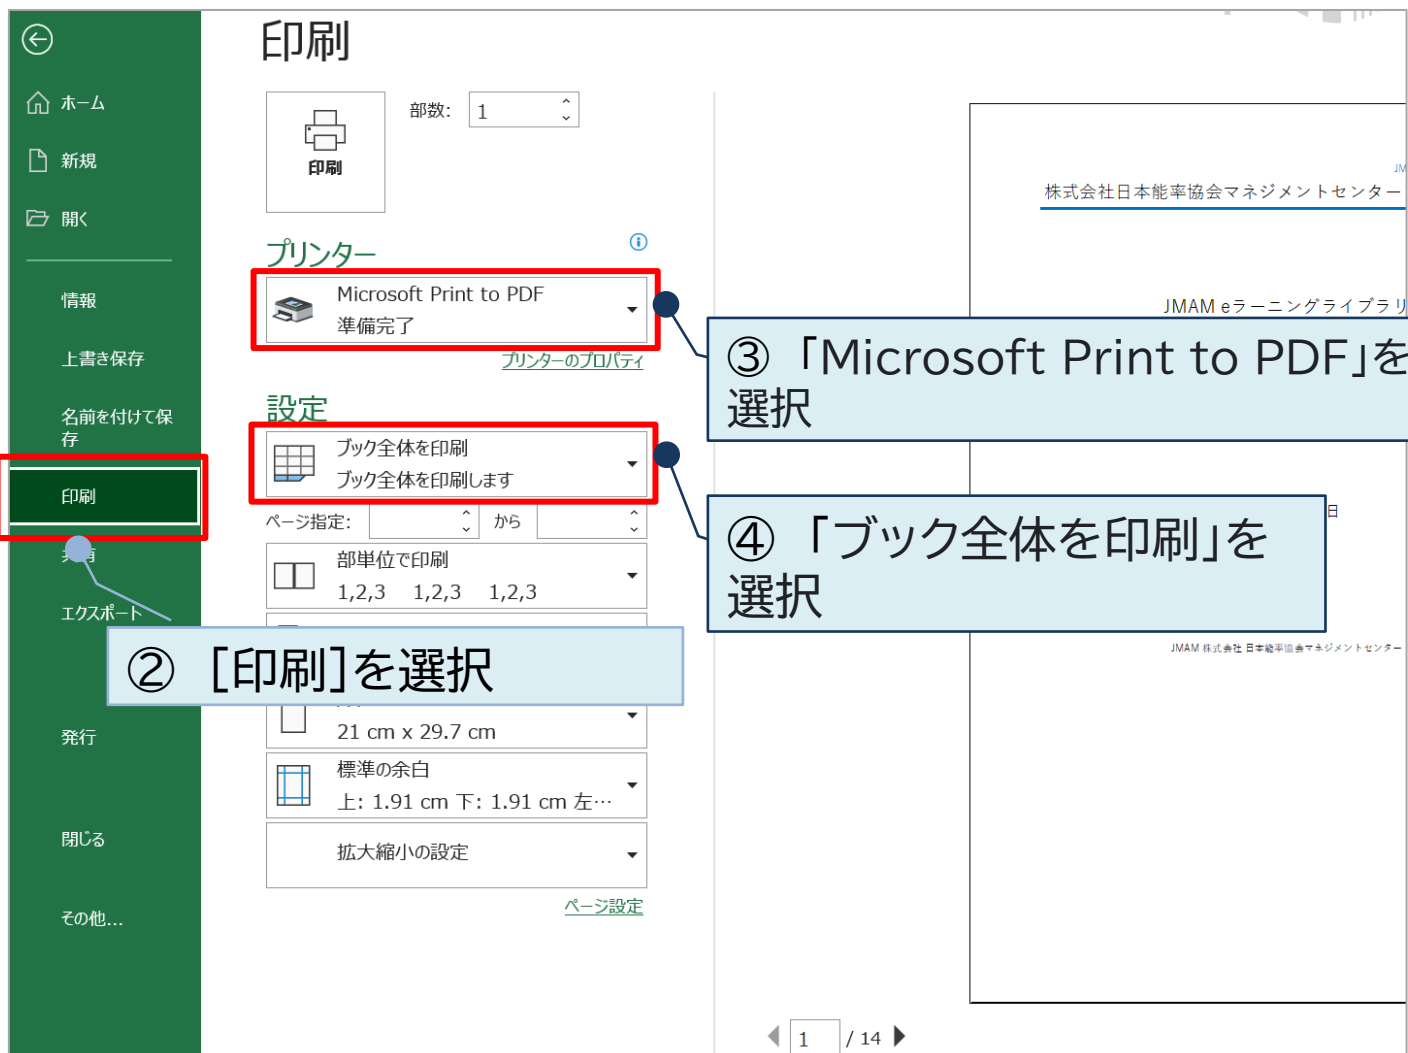 印刷
ホーム
新規
開く
情報
上書き保存
名前を付けて保
存
印刷
エクスポート
発行
閉じる
その他...
印刷
部数: 1
プリンター
Microsoft Print to PDF
準備完了
プリンターのプロパティ
設定
ブック全体を印刷
ブック全体を印刷します
ページ指定: から
部単位で印刷
1,2,3 1,2,3 1,2,3
21 cm x 29.7 cm
標準の余白
上: 1.91 cm 下: 1.91 cm 左…
拡大縮小の設定
ページ設定
② [印刷]を選択
③ 「Microsoft Print to PDF」を
選択
④ 「ブック全体を印刷」を
選択
JM
株式会社日本能率協会マネジメントセンター
JMAM eラーニングライブラリ
日
JMAM 株式会社 日本能率協会マネジメントセンター
1 / 14